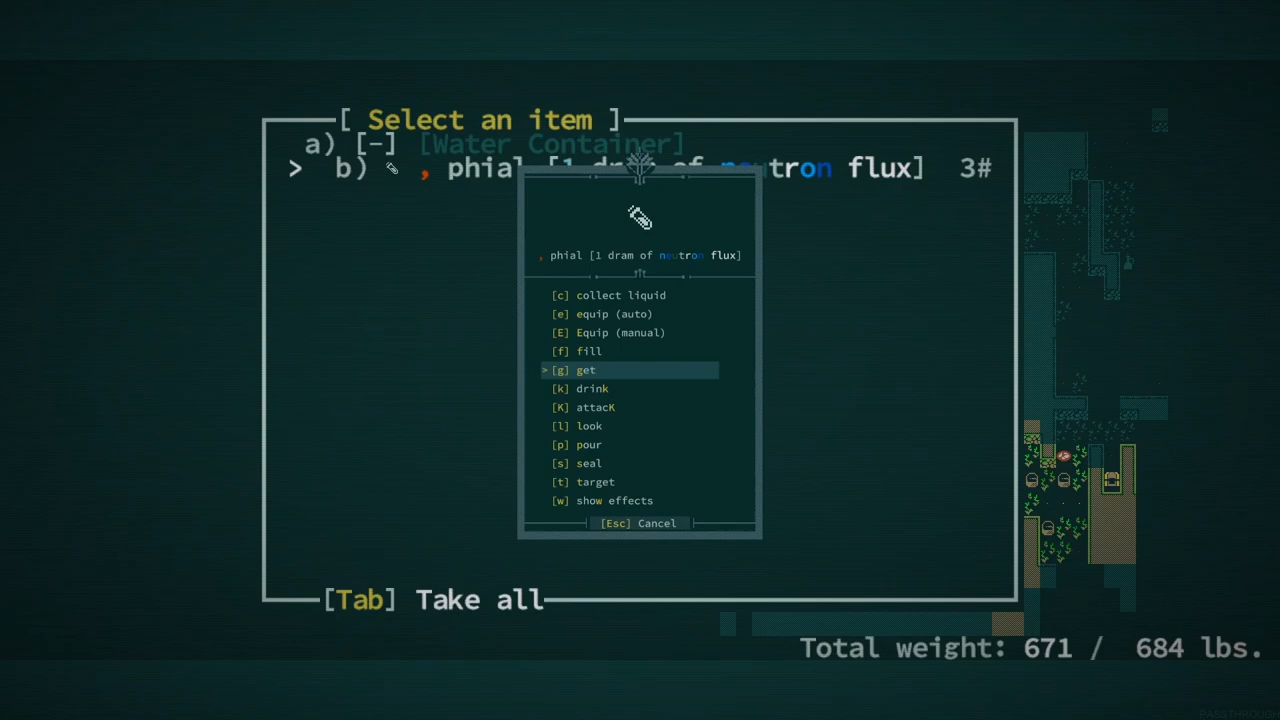 [ Select an item ]
a) [-] [Water Container]
> b) , phial [1 dram of neutron flux] 3#
, phial [1 dram of neutron flux]
[c] collect liquid
[e] equip (auto)
[E] Equip (manual)
[f] fill
>[g] get
[k] drink
[K] attacK
[l] look
[p] pour
[s] seal
[t] target
[w] show effects
[Esc] Cancel
[Tab] Take all
Total weight: 671 / 684 lbs.